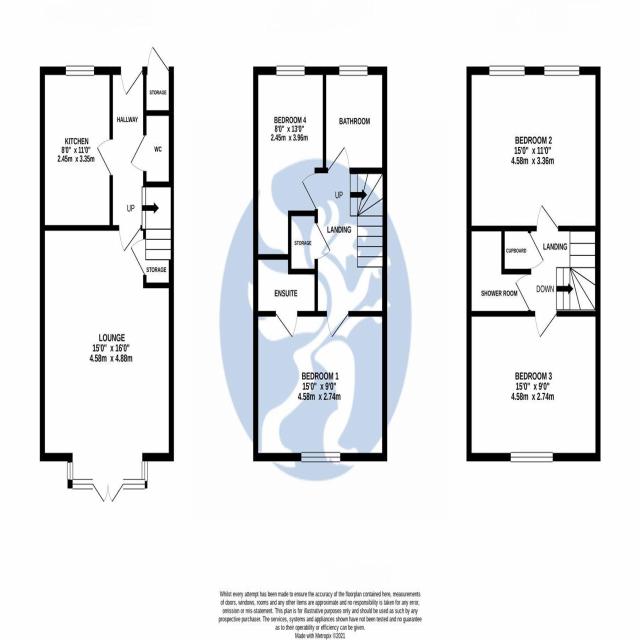 STORAGE
HALLWAY
KITCHEN
8'0" x 11'0"
2.45m x 3.35m
WC
UP
STORAGE
LOUNGE
15'0" x 16'0"
4.58m x 4.88m
BEDROOM 4
8'0" x 13'0"
2.45m x 3.96m
BATHROOM
UP
LANDING
STORAGE
ENSUITE
BEDROOM 1
15'0" x 9'0"
4.58m x 2.74m
BEDROOM 2
15'0" x 11'0"
4.58m x 3.36m
CUPBOARD
LANDING
SHOWER ROOM
DOWN
BEDROOM 3
15'0" x 9'0"
4.58m x 2.74m
Whilst every attempt has been made to ensure the accuracy of the floorplan contained here, measurements
of doors, windows, rooms and any other items are approximate and no responsibility is taken for any error,
omission or mis-statement. This plan is for illustrative purposes only and should be used as such by any
prospective purchaser. The services, systems and appliances shown have not been tested and no guarantee
as to their operability or efficiency can be given.
Made with Metropix ©2021